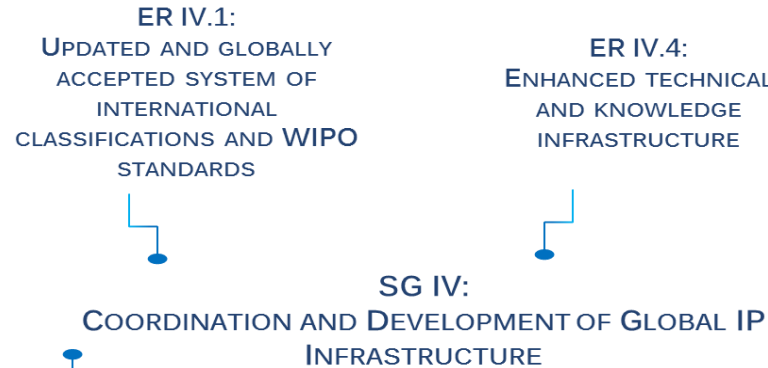 ER IV.1:
UPDATED AND GLOBALLY
ACCEPTED SYSTEM OF
INTERNATIONAL
CLASSIFICATIONS AND WIPO
STANDARDS
ER IV.4:
ENHANCED TECHNICAL
AND KNOWLEDGE
INFRASTRUCTURE
SG IV:
COORDINATION AND DEVELOPMENT OF GLOBAL IP
INFRASTRUCTURE